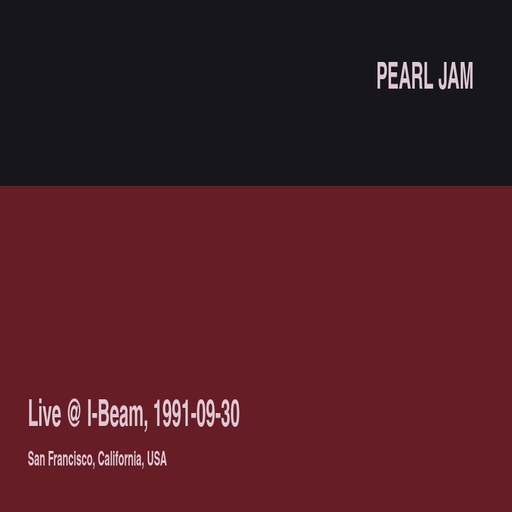 PEARL JAM
Live @ I-Beam, 1991-09-30
San Francisco, California, USA